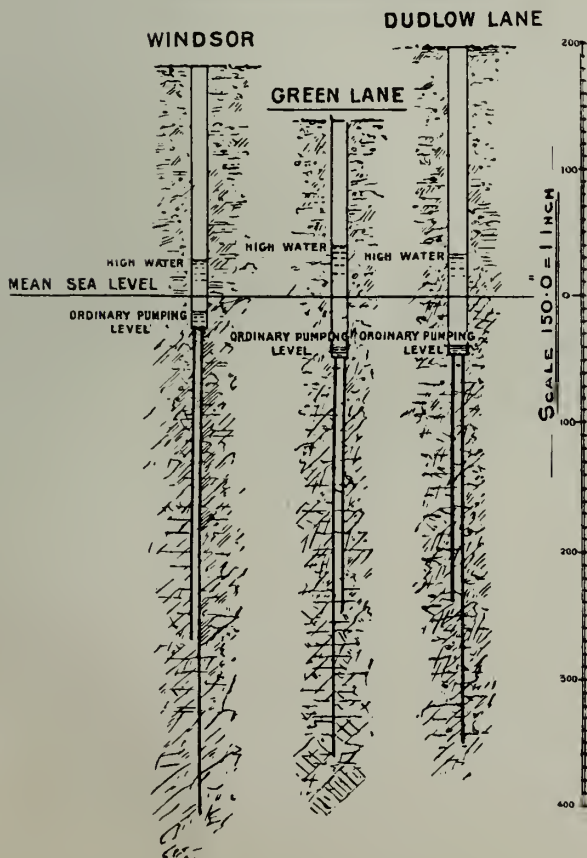 WINDSOR
DUDLOW LANE
GREEN LANE
HIGH WATER
HIGH WATER
HIGH WATER
MEAN SEA LEVEL
ORDINARY PUMPING
LEVEL
ORDINARY PUMPING
LEVEL
ORDINARY PUMPING
LEVEL
200
100
0
100
200
300
400
SCALE 150·0" = 1 INCH